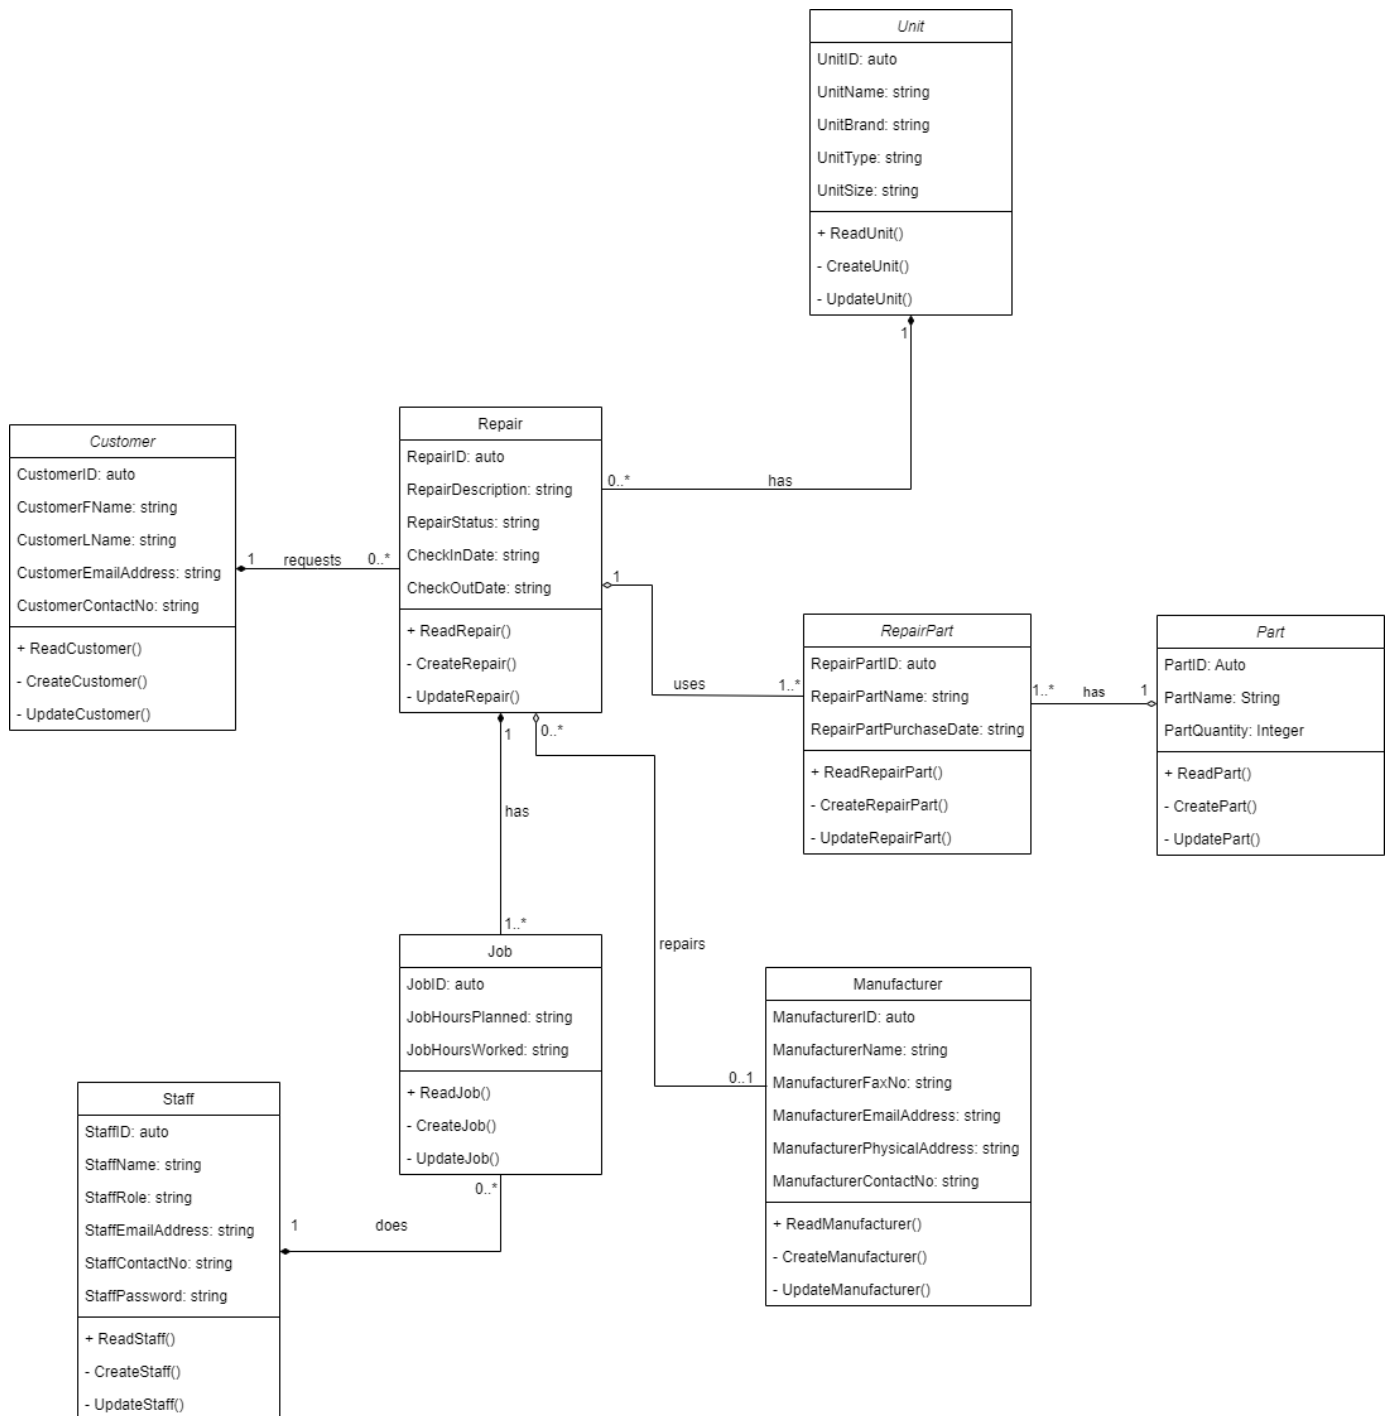 Unit
UnitID: auto
UnitName: string
UnitBrand: string
UnitType: string
UnitSize: string
+ ReadUnit()
- CreateUnit()
- UpdateUnit()
1
0..*
has
Customer
CustomerID: auto
CustomerFName: string
CustomerLName: string
CustomerEmailAddress: string
CustomerContactNo: string
+ ReadCustomer()
- CreateCustomer()
- UpdateCustomer()
1
requests
0..*
Repair
RepairID: auto
RepairDescription: string
RepairStatus: string
CheckInDate: string
CheckOutDate: string
+ ReadRepair()
- CreateRepair()
- UpdateRepair()
1
uses
1..*
RepairPart
RepairPartID: auto
RepairPartName: string
RepairPartPurchaseDate: string
+ ReadRepairPart()
- CreateRepairPart()
- UpdateRepairPart()
1..*
has
1
Part
PartID: Auto
PartName: String
PartQuantity: Integer
+ ReadPart()
- CreatePart()
- UpdatePart()
1
has
1..*
0..*
repairs
0..1
Job
JobID: auto
JobHoursPlanned: string
JobHoursWorked: string
+ ReadJob()
- CreateJob()
- UpdateJob()
0..*
does
1
Manufacturer
ManufacturerID: auto
ManufacturerName: string
ManufacturerFaxNo: string
ManufacturerEmailAddress: string
ManufacturerPhysicalAddress: string
ManufacturerContactNo: string
+ ReadManufacturer()
- CreateManufacturer()
- UpdateManufacturer()
Staff
StaffID: auto
StaffName: string
StaffRole: string
StaffEmailAddress: string
StaffContactNo: string
StaffPassword: string
+ ReadStaff()
- CreateStaff()
- UpdateStaff()